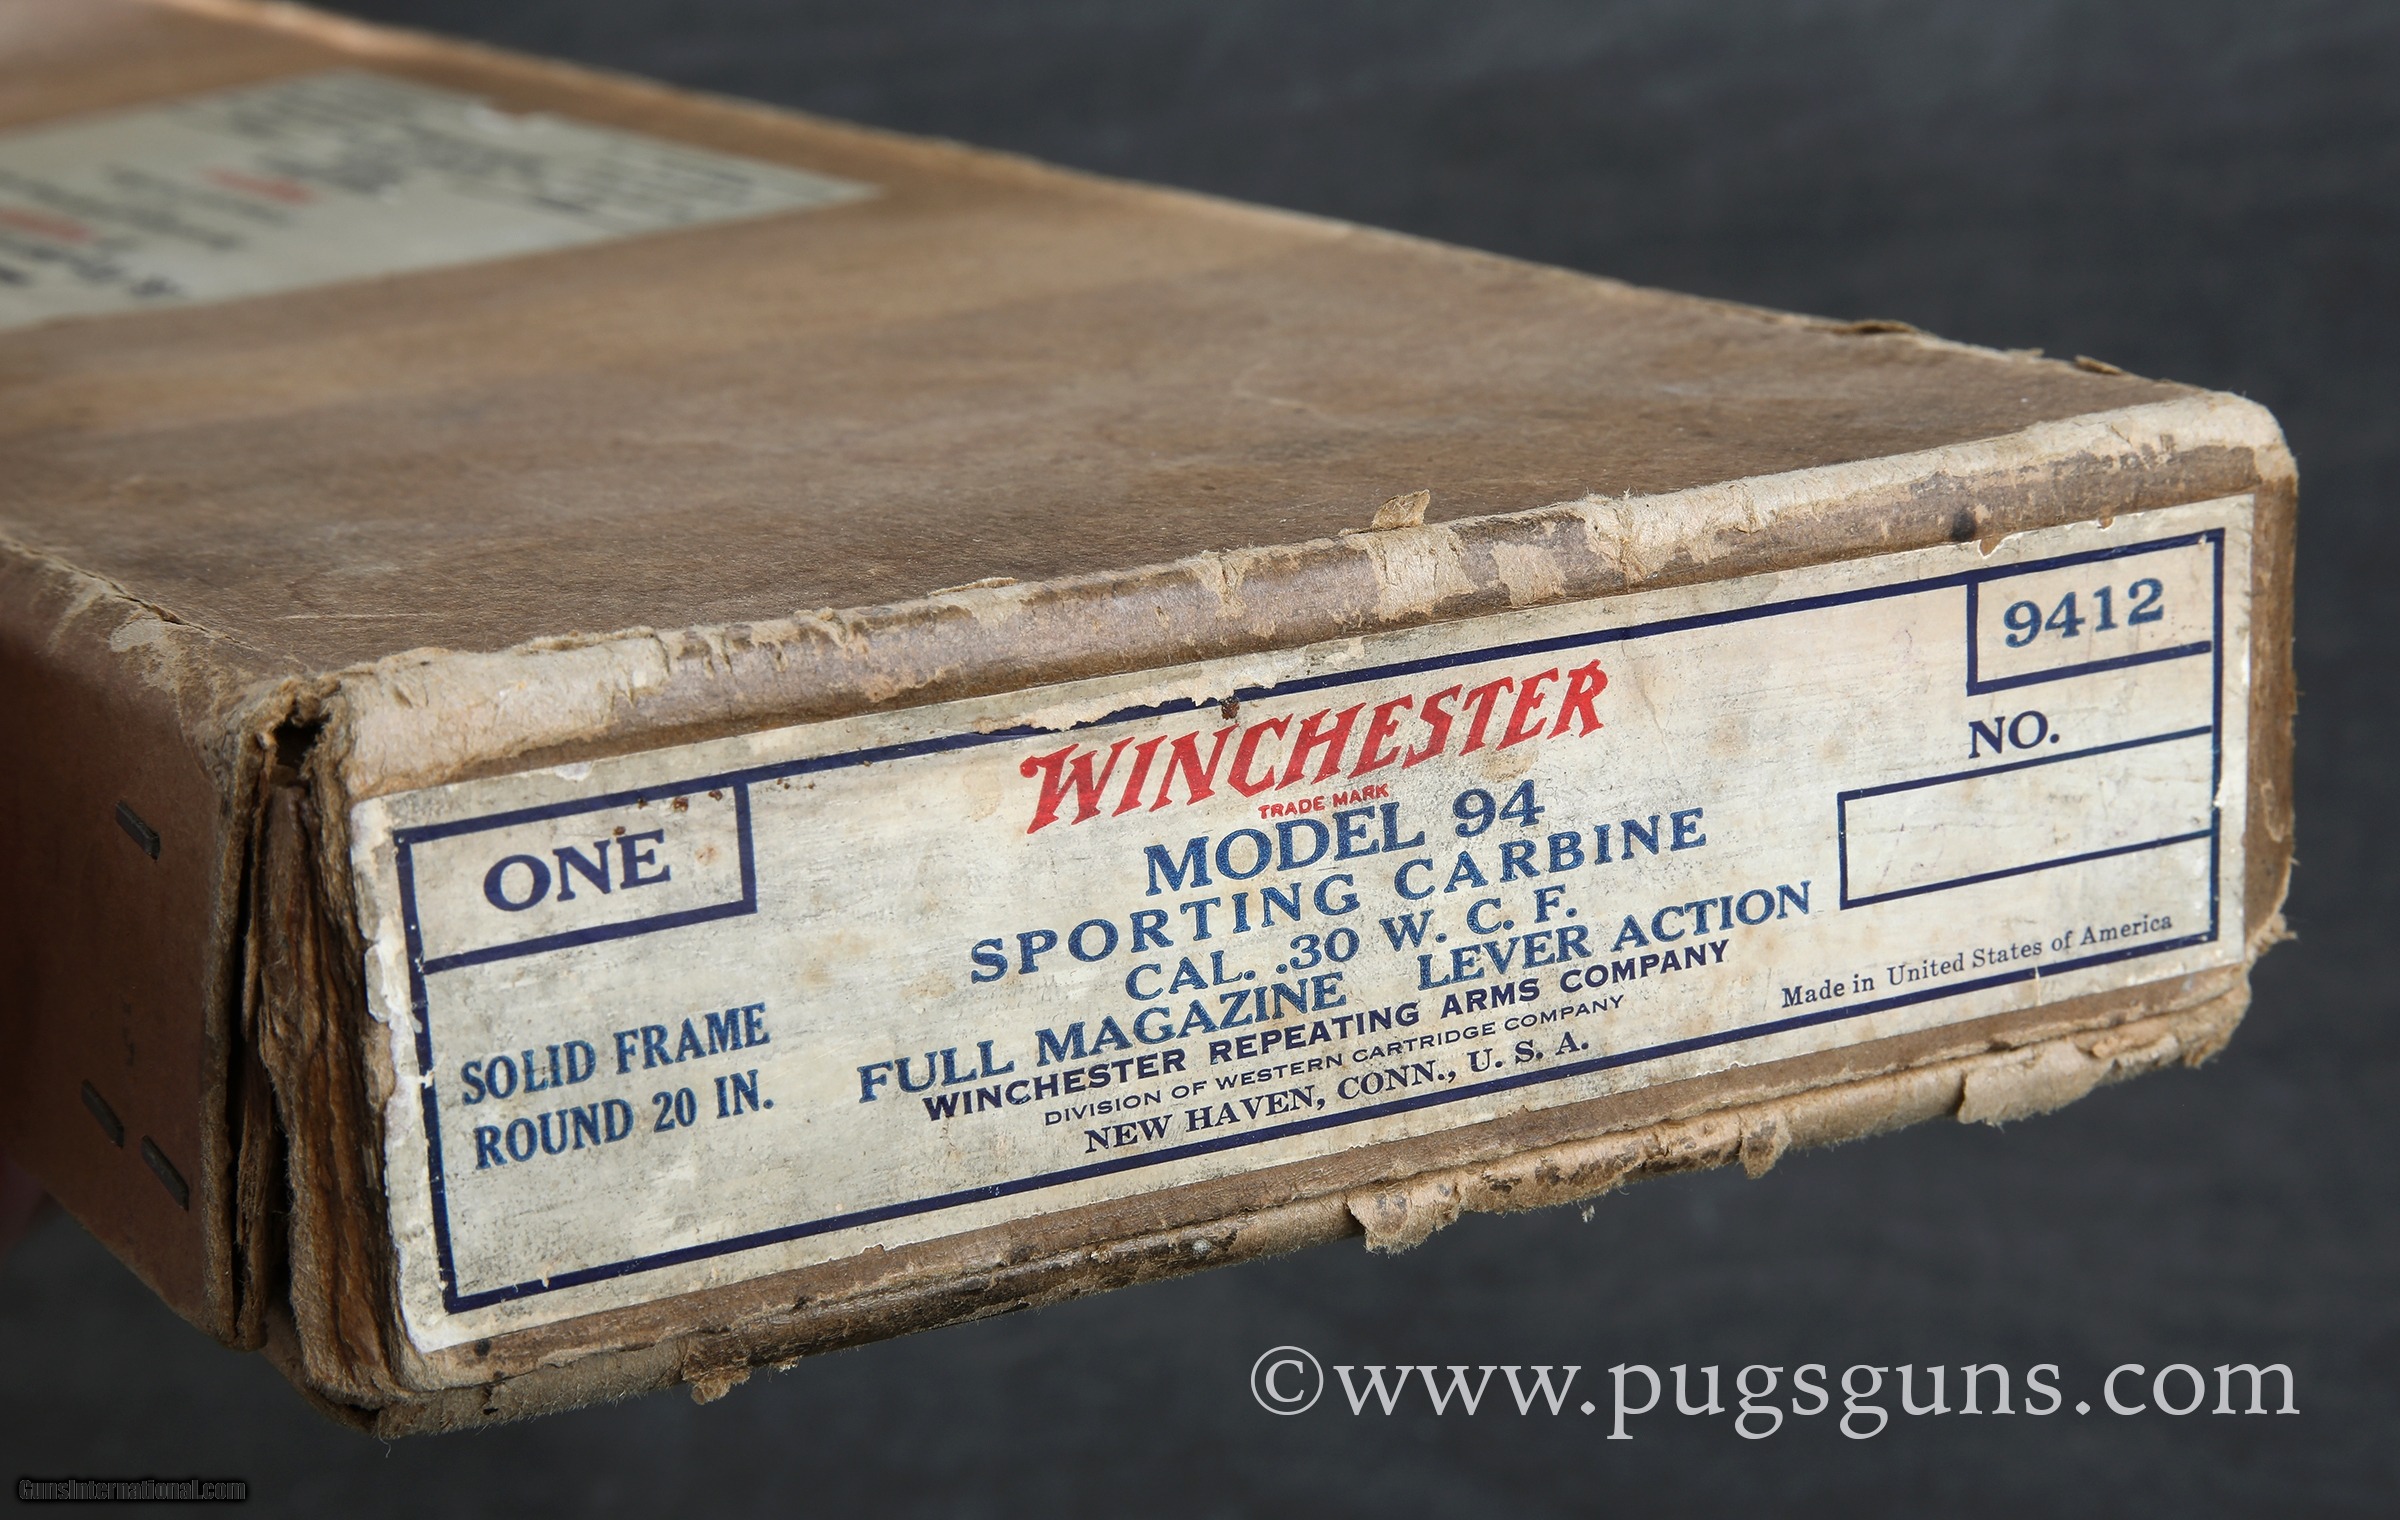 9412
NO.
WINCHESTER
TRADE MARK
MODEL 94
SPORTING CARBINE
CAL. .30 W. C. F.
FULL MAGAZINE LEVER ACTION
WINCHESTER REPEATING ARMS COMPANY
DIVISION OF WESTERN CARTRIDGE COMPANY
NEW HAVEN, CONN., U. S. A.
ONE
SOLID FRAME
ROUND 20 IN.
Made in United States of America
©www.pugsguns.com
GunsInternational.com